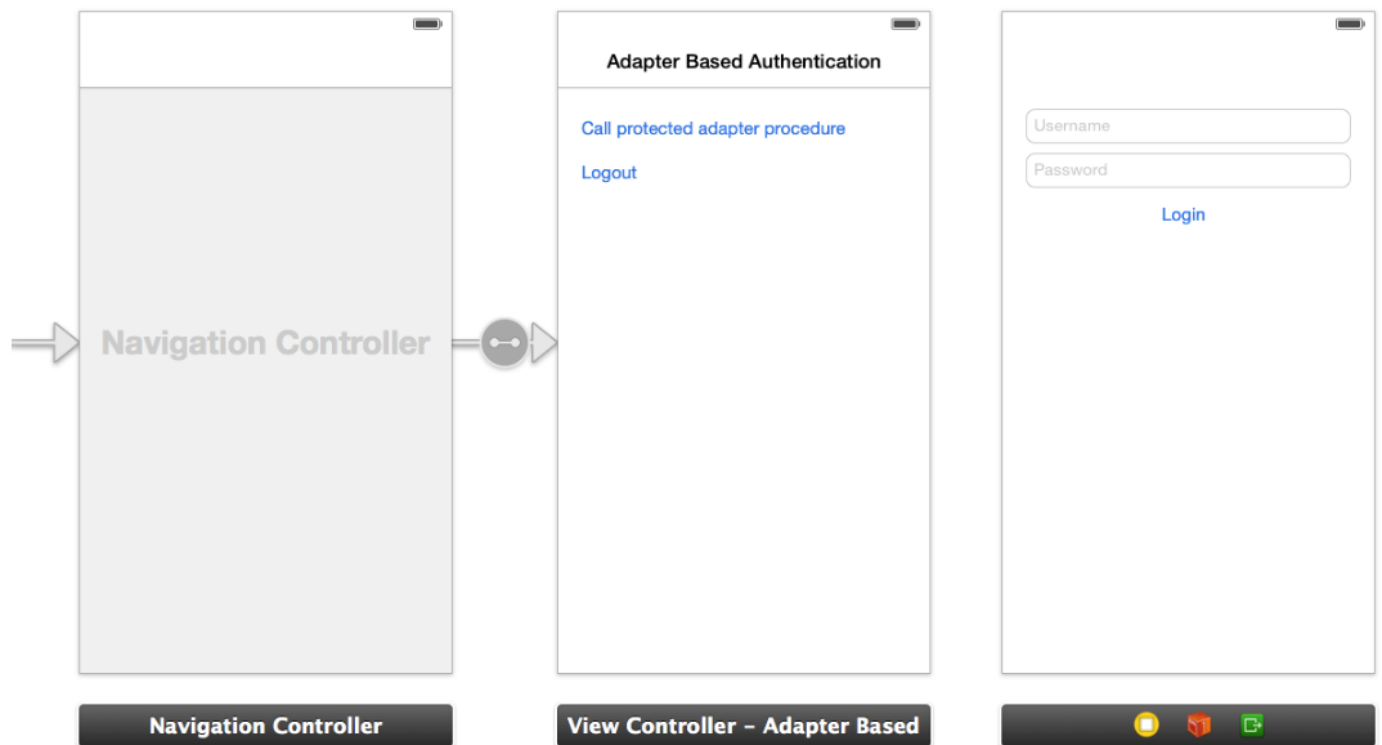 Navigation Controller
Navigation Controller
Adapter Based Authentication
Call protected adapter procedure
Logout
View Controller – Adapter Based
Username
Password
Login